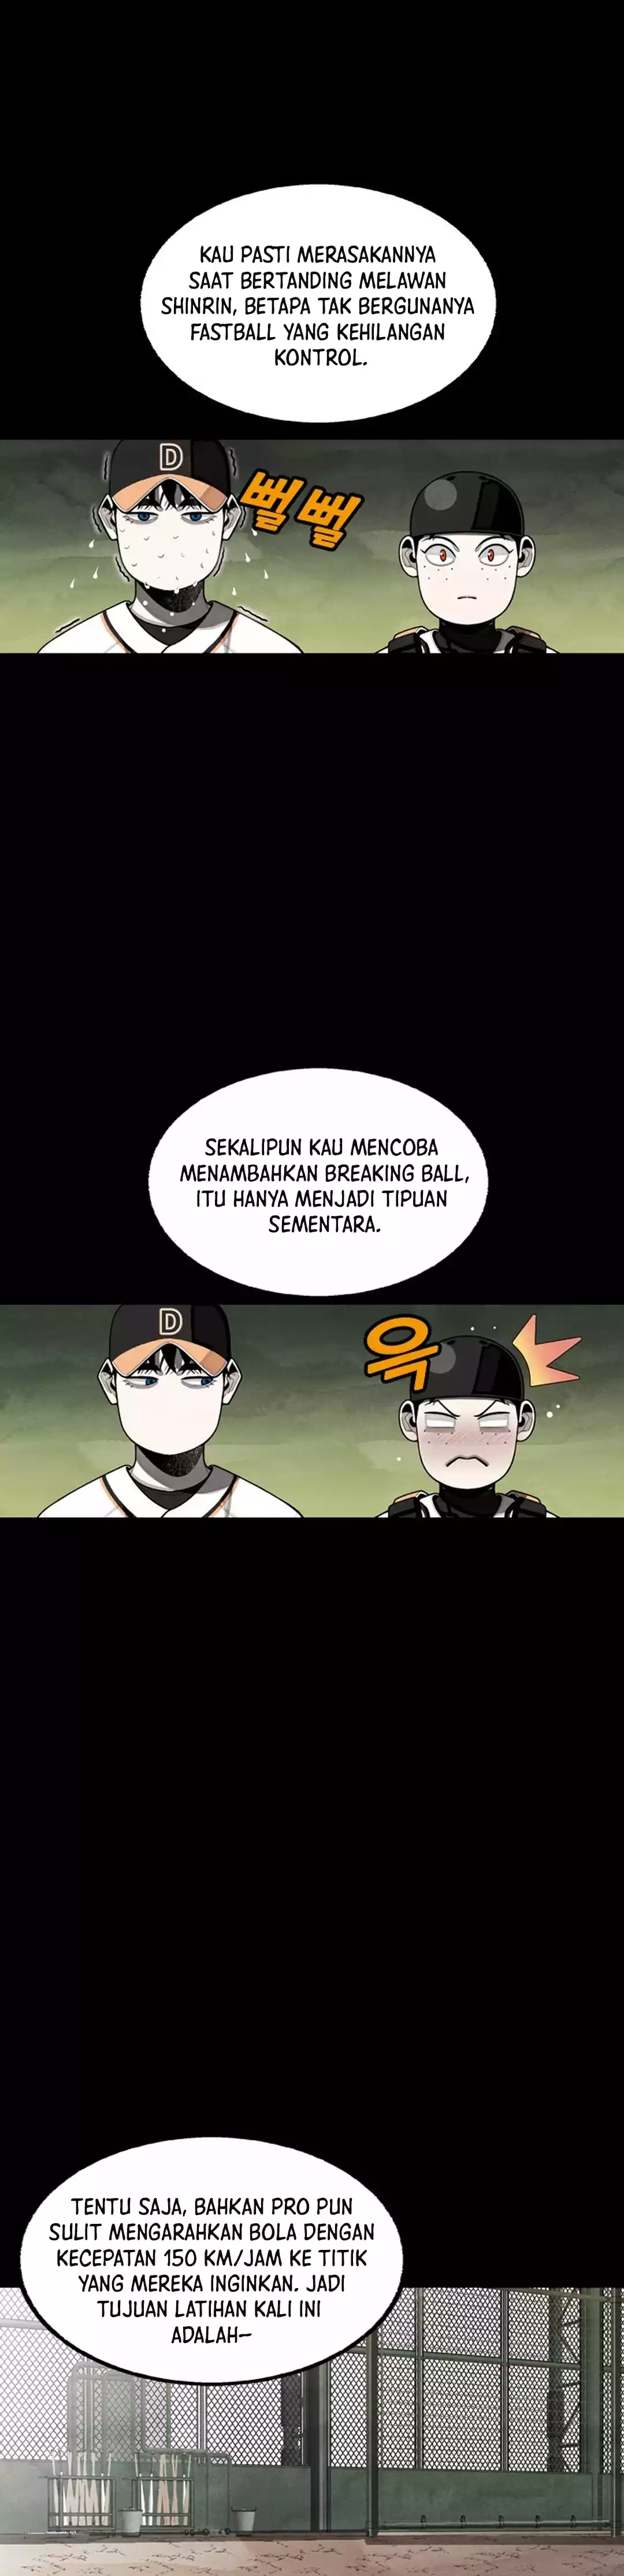 KAU PASTI MERASAKANNYA
SAAT BERTANDING MELAWAN
SHINRIN, BETAPA TAK BERGUNANYA
FASTBALL YANG KEHILANGAN
KONTROL.
D
뻘뻘
SEKALIPUN KAU MENCOBA
MENAMBAHKAN BREAKING BALL,
ITU HANYA MENJADI TIPUAN
SEMENTARA.
D
윽
TENTU SAJA, BAHKAN PRO PUN
SULIT MENGARAHKAN BOLA DENGAN
KECEPATAN 150 KM/JAM KE TITIK
YANG MEREKA INGINKAN. JADI
TUJUAN LATIHAN KALI INI
ADALAH-